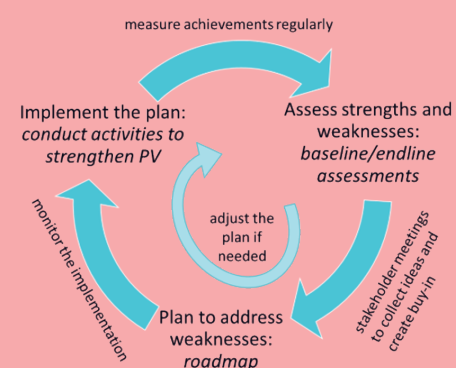 measure achievements regularly
Implement the plan:
conduct activities to
strengthen PV
Assess strengths and
weaknesses:
baseline/endline
assessments
adjust the
plan if
needed
monitor the implementation
stakeholder meetings
to collect ideas and
create buy-in
Plan to address
weaknesses:
roadmap